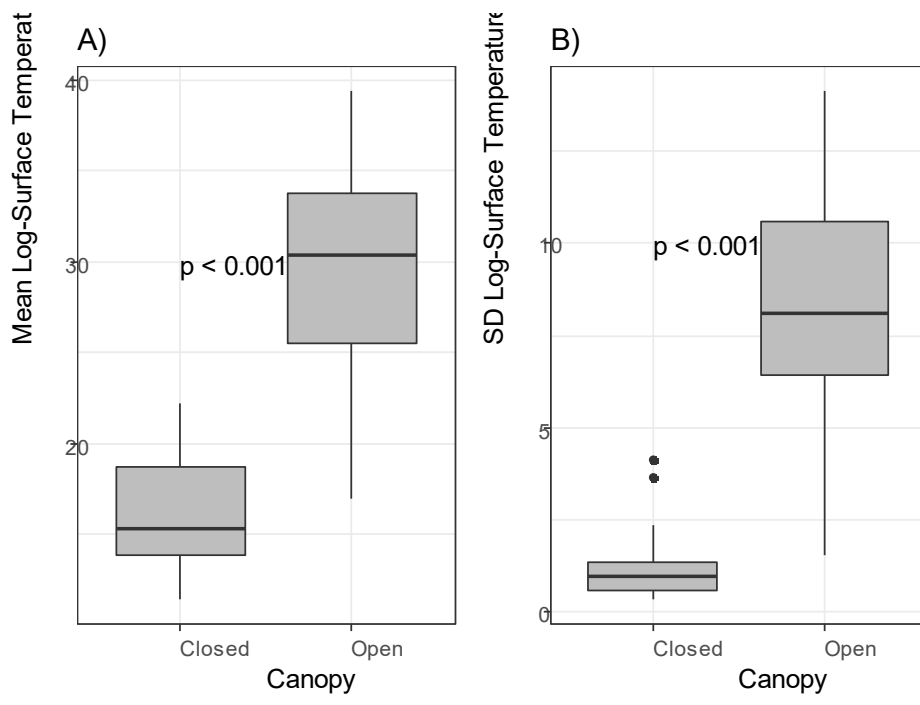 A)
Mean Log-Surface Temperat
40
30
20
p < 0.001
Closed Open
Canopy
B)
SD Log-Surface Temperature
10
5
0
p < 0.001
Closed Open
Canopy